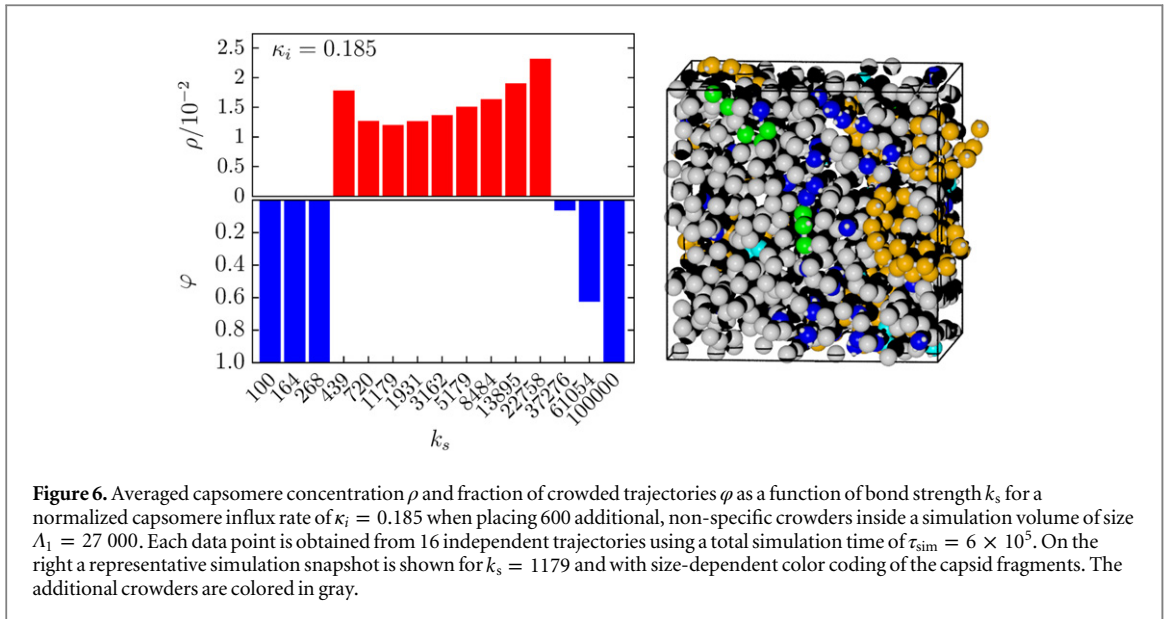 κᵢ = 0.185
2.5
2
1.5
1
0.5
0
ρ/10⁻²
0.2
0.4
0.6
0.8
1.0
φ
100
164
268
439
720
1179
1931
3162
5179
8484
13895
22758
37276
61054
100000
kₛ
Figure 6. Averaged capsomere concentration ρ and fraction of crowded trajectories φ as a function of bond strength kₛ for a
normalized capsomere influx rate of κᵢ = 0.185 when placing 600 additional, non-specific crowders inside a simulation volume of size
Λ₁ = 27 000. Each data point is obtained from 16 independent trajectories using a total simulation time of τsim = 6 × 10⁵. On the
right a representative simulation snapshot is shown for kₛ = 1179 and with size-dependent color coding of the capsid fragments. The
additional crowders are colored in gray.